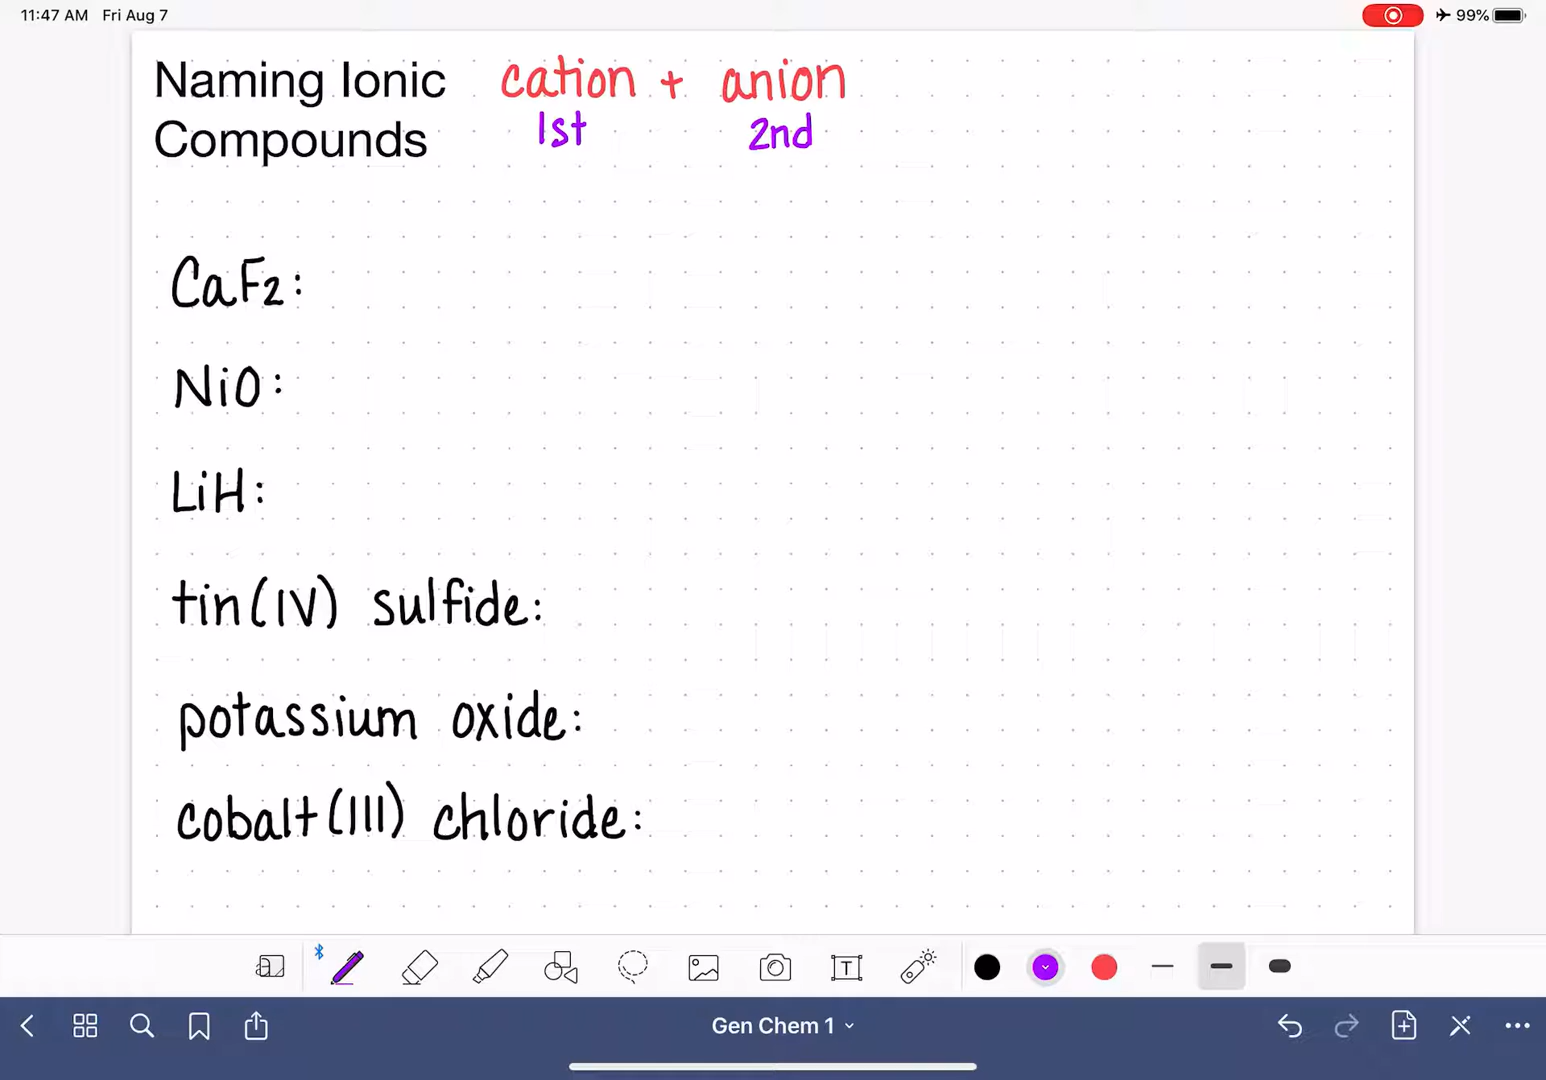 11:47 AM Fri Aug 7
99%
Naming Ionic cation + anion
Compounds 1st 2nd
CaF2:
NiO:
LiH:
tin(IV) sulfide:
potassium oxide:
cobalt(III) chloride:
T
Gen Chem 1